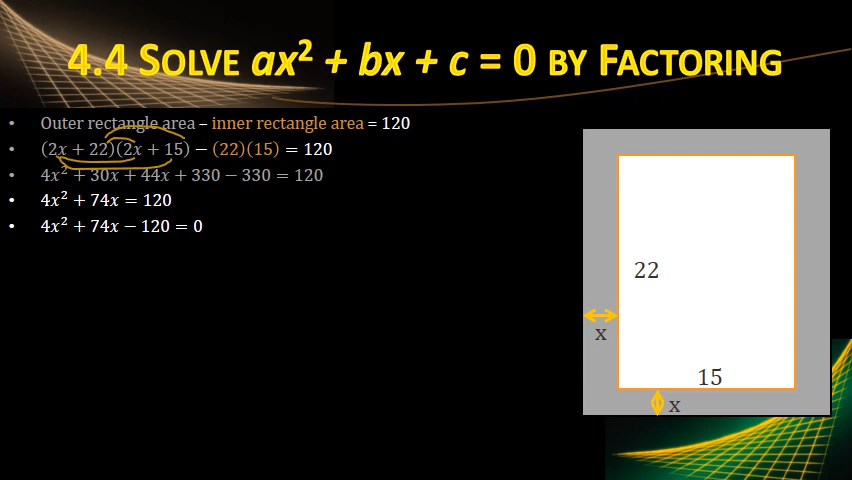 4.4 SOLVE ax² + bx + c = 0 BY FACTORING
• Outer rectangle area – inner rectangle area = 120
• (2x + 22)(2x + 15) − (22)(15) = 120
• 4x² + 30x + 44x + 330 − 330 = 120
• 4x² + 74x = 120
• 4x² + 74x − 120 = 0
22
x
15
x